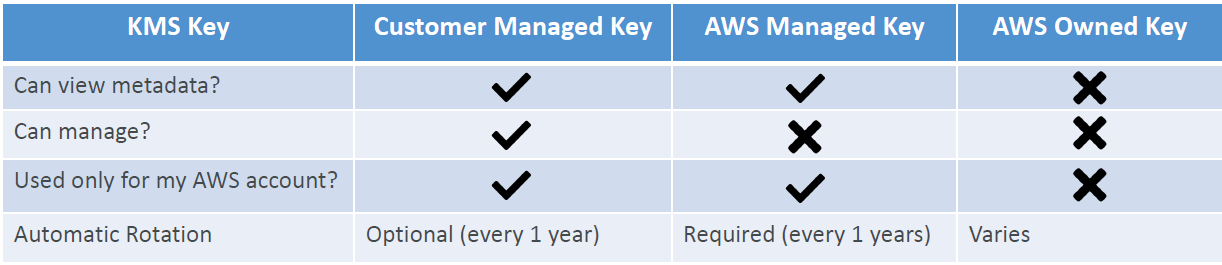 KMS Key Customer Managed Key AWS Managed Key AWS Owned Key
Can view metadata?
Can manage?
Used only for my AWS account?
Automatic Rotation Optional (every 1 year) Required (every 1 years) Varies